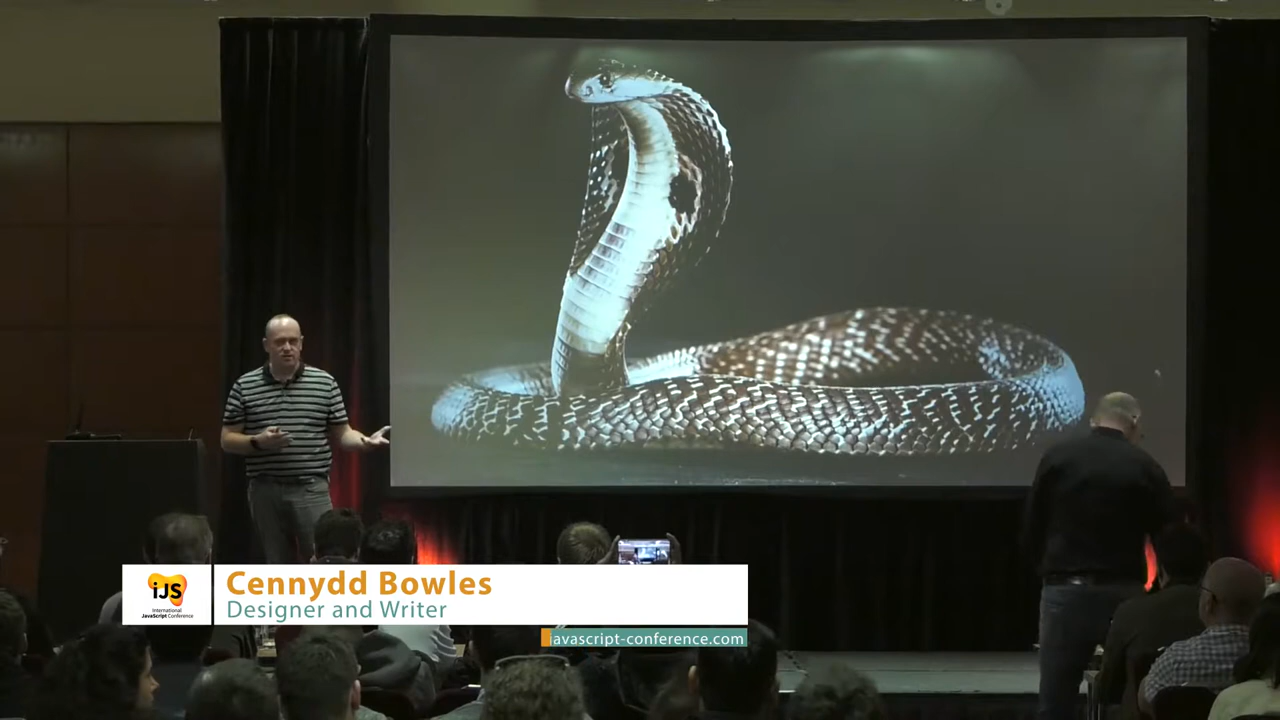 iJS
International
JavaScript Conference
Cennydd Bowles
Designer and Writer
javascript-conference.com